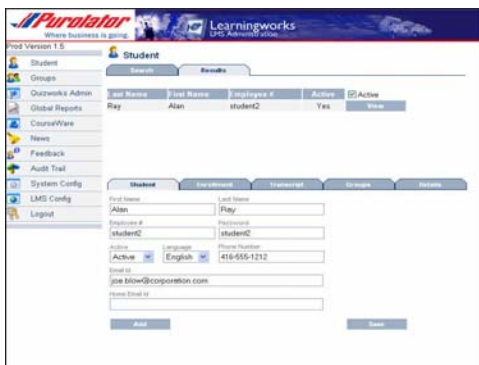 Purolator
Where business is going.
Learningworks
LMS Administration
Prod Version 1.5
Student
Groups
Quizworks Admin
Global Reports
CourseWare
News
Feedback
Audit Trail
System Config
LMS Config
Logout
Student
Search Results
Last Name First Name Employee # Active Active
Ray Alan student2 Yes View
Student Enrollment Transcript Groups Details
First Name Last Name
Alan Ray
Employee # Password
student2 student2
Active Language Phone Number
Active English 416-555-1212
Email Id
joe.blow@corporation.com
Home Email Id
Add Save